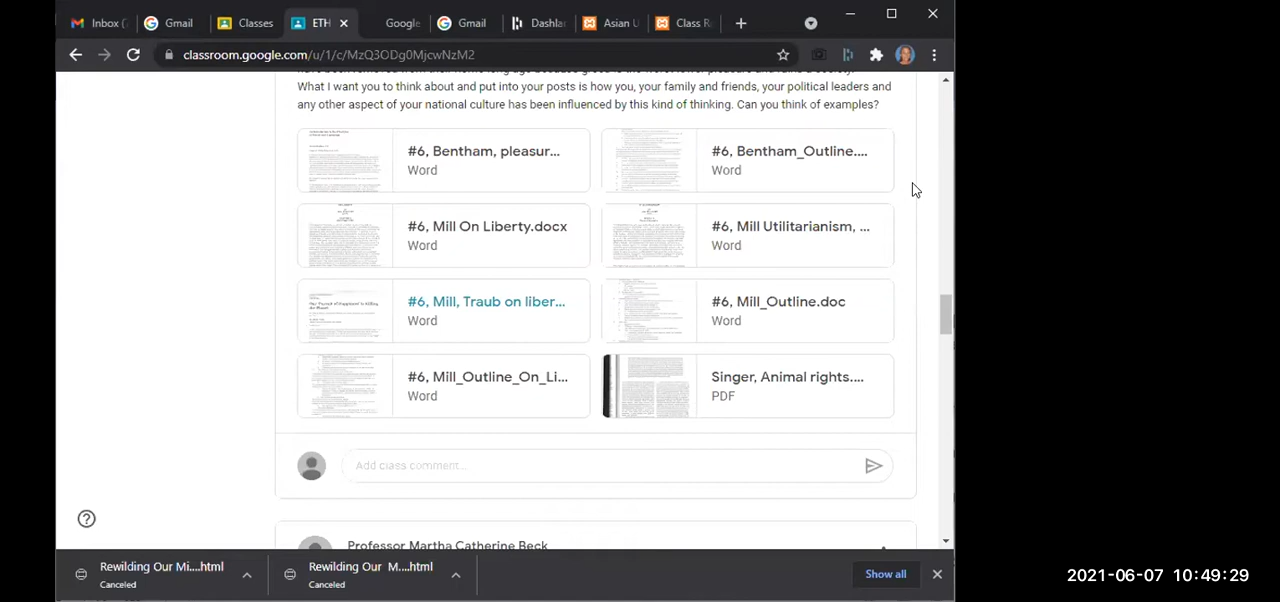 Inbox (
Gmail
Classes
ETH
Google
Gmail
Dashla
Asian U
Class R
classroom.google.com/u/1/c/MzQ3ODg0MjcwNzM2
What I want you to think about and put into your posts is how you, your family and friends, your political leaders and
any other aspect of your national culture has been influenced by this kind of thinking. Can you think of examples?
#6, Bentham, pleasur...
Word
#6, Bentham_Outline....
Word
#6, Mill On Liberty.docx
Word
#6, Mill Utilitarianism, ...
Word
#6, Mill, Traub on liber...
Word
#6, Mill_Outline.doc
Word
#6, Mill_Outline_On_Li...
Word
Singer, Animal rights....
PDF
Add class comment...
Professor Martha Catherine Beck
Rewilding Our Mi....html
Canceled
Rewilding Our M....html
Canceled
Show all
2021-06-07 10:49:29